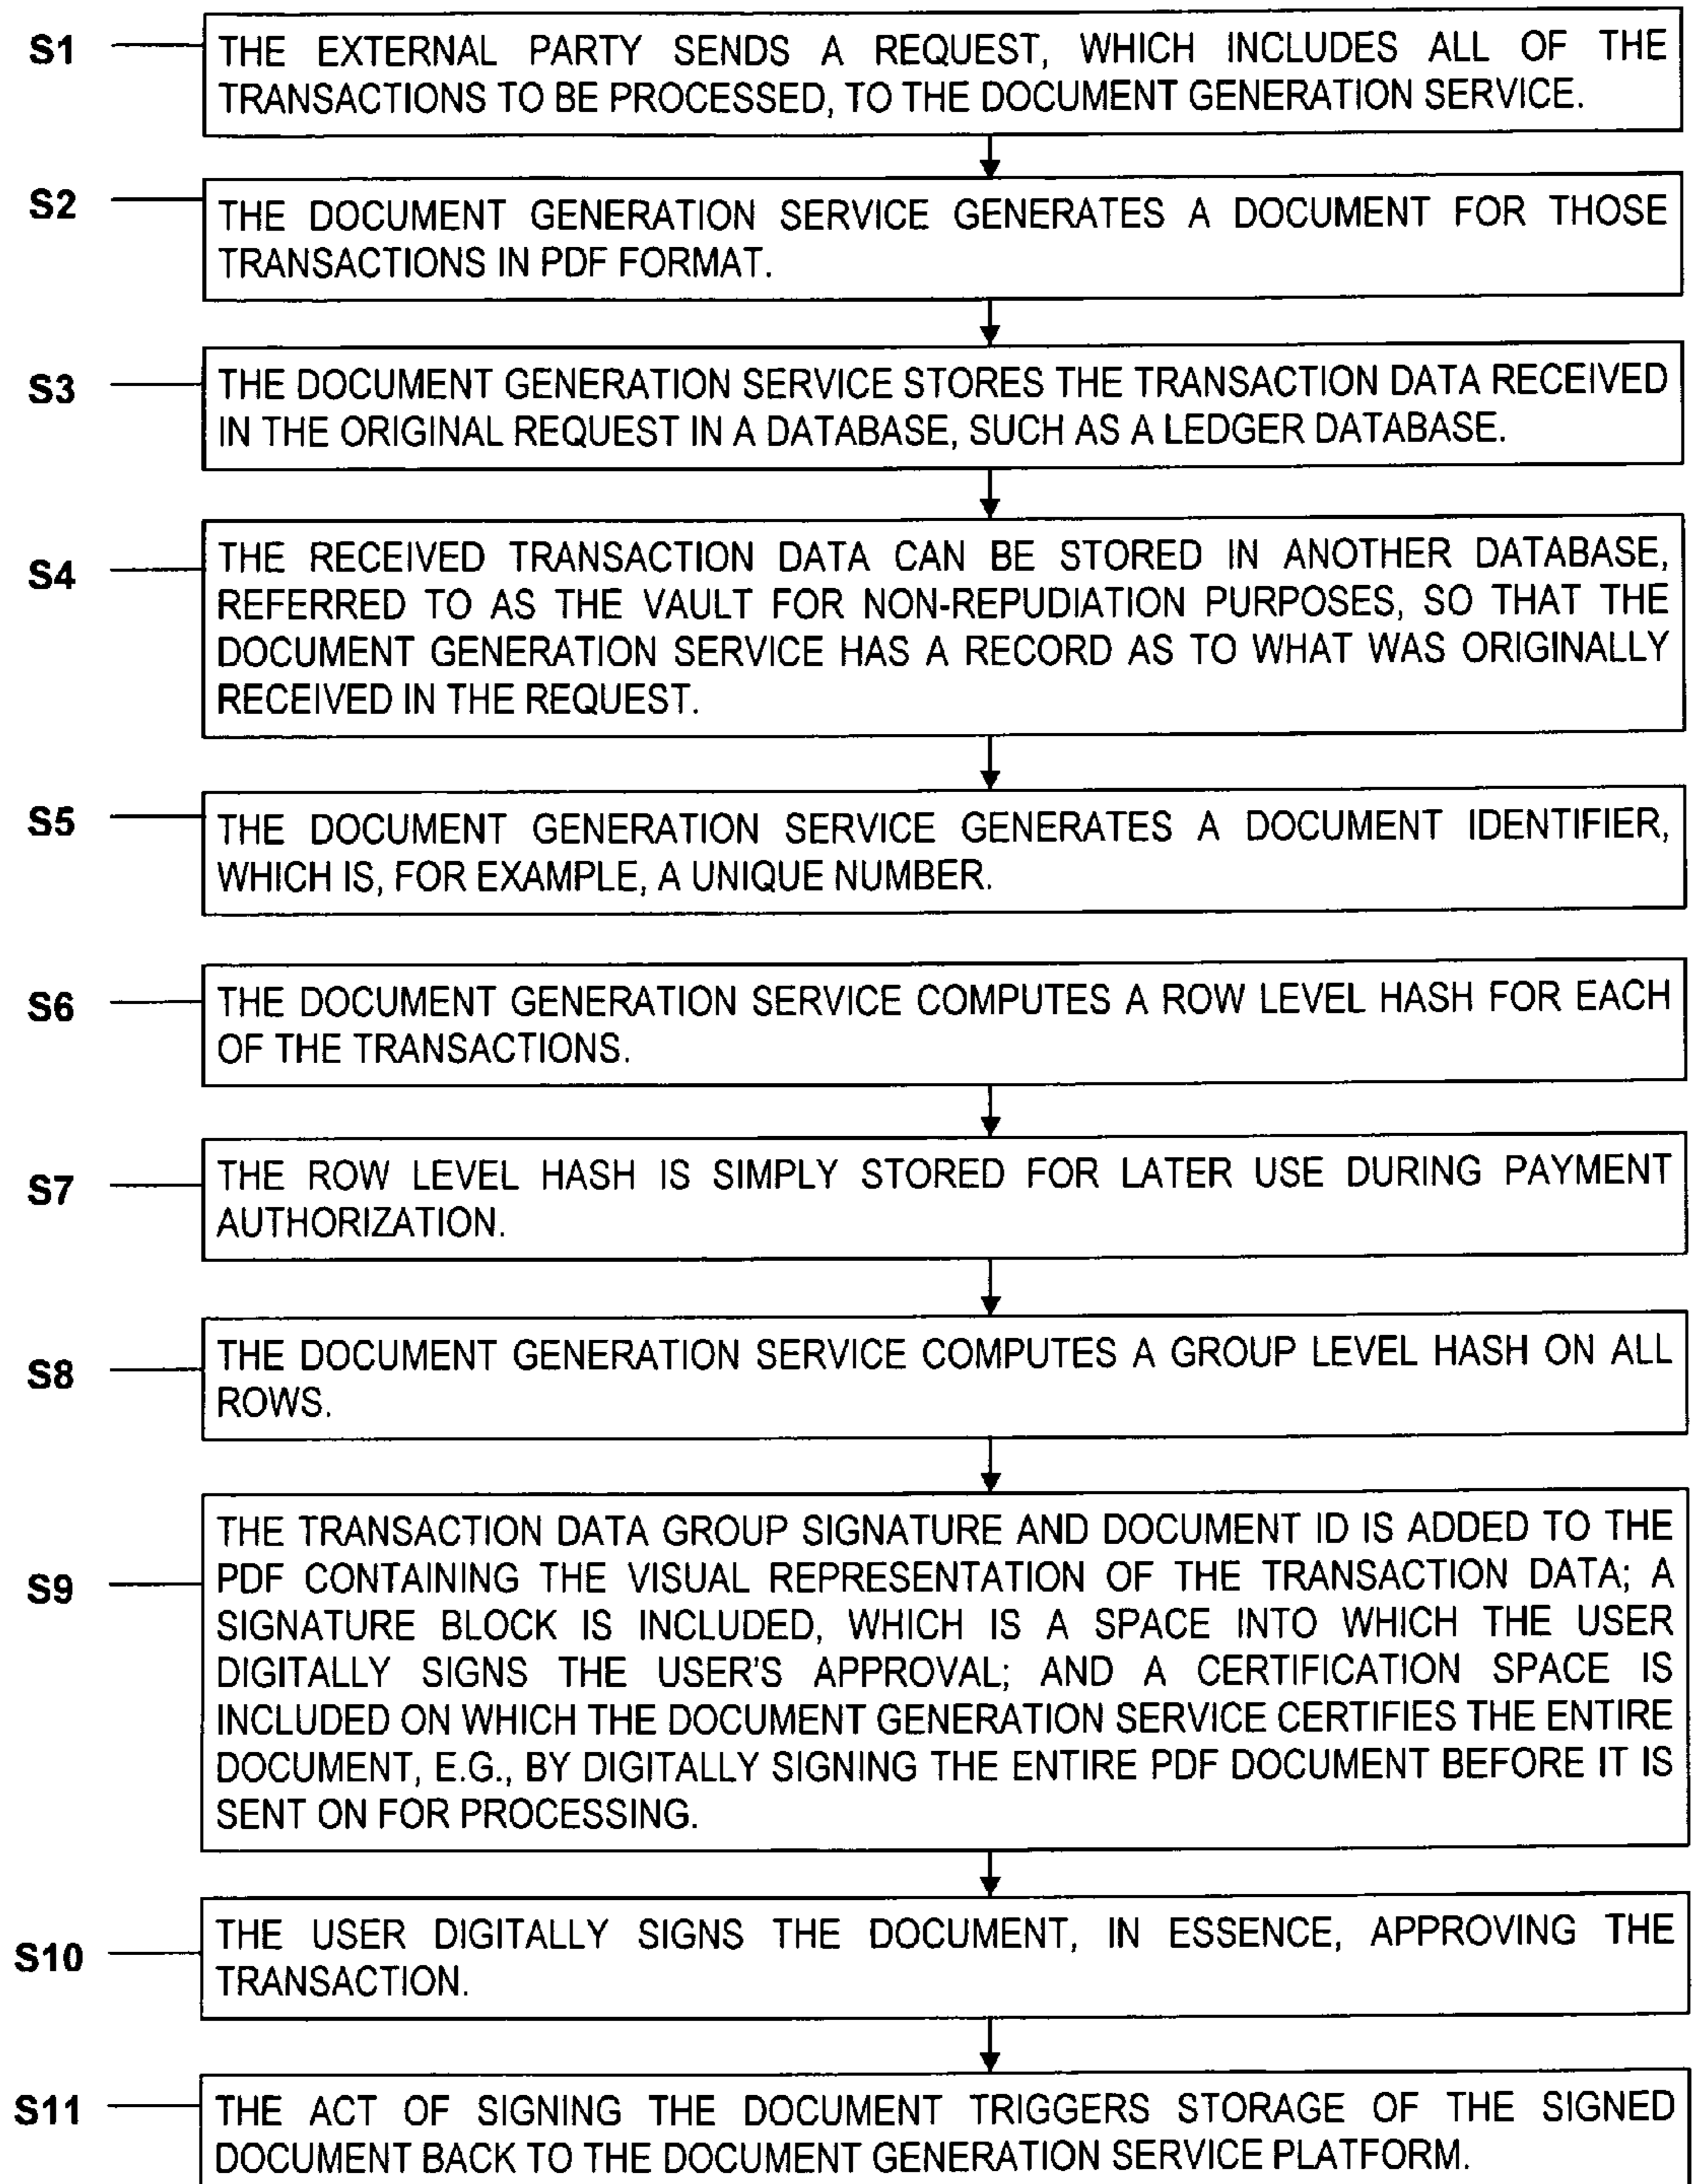 S1
THE EXTERNAL PARTY SENDS A REQUEST, WHICH INCLUDES ALL OF THE
TRANSACTIONS TO BE PROCESSED, TO THE DOCUMENT GENERATION SERVICE.
S2
THE DOCUMENT GENERATION SERVICE GENERATES A DOCUMENT FOR THOSE
TRANSACTIONS IN PDF FORMAT.
S3
THE DOCUMENT GENERATION SERVICE STORES THE TRANSACTION DATA RECEIVED
IN THE ORIGINAL REQUEST IN A DATABASE, SUCH AS A LEDGER DATABASE.
S4
THE RECEIVED TRANSACTION DATA CAN BE STORED IN ANOTHER DATABASE,
REFERRED TO AS THE VAULT FOR NON-REPUDIATION PURPOSES, SO THAT THE
DOCUMENT GENERATION SERVICE HAS A RECORD AS TO WHAT WAS ORIGINALLY
RECEIVED IN THE REQUEST.
S5
THE DOCUMENT GENERATION SERVICE GENERATES A DOCUMENT IDENTIFIER,
WHICH IS, FOR EXAMPLE, A UNIQUE NUMBER.
S6
THE DOCUMENT GENERATION SERVICE COMPUTES A ROW LEVEL HASH FOR EACH
OF THE TRANSACTIONS.
S7
THE ROW LEVEL HASH IS SIMPLY STORED FOR LATER USE DURING PAYMENT
AUTHORIZATION.
S8
THE DOCUMENT GENERATION SERVICE COMPUTES A GROUP LEVEL HASH ON ALL
ROWS.
S9
THE TRANSACTION DATA GROUP SIGNATURE AND DOCUMENT ID IS ADDED TO THE
PDF CONTAINING THE VISUAL REPRESENTATION OF THE TRANSACTION DATA; A
SIGNATURE BLOCK IS INCLUDED, WHICH IS A SPACE INTO WHICH THE USER
DIGITALLY SIGNS THE USER'S APPROVAL; AND A CERTIFICATION SPACE IS
INCLUDED ON WHICH THE DOCUMENT GENERATION SERVICE CERTIFIES THE ENTIRE
DOCUMENT, E.G., BY DIGITALLY SIGNING THE ENTIRE PDF DOCUMENT BEFORE IT IS
SENT ON FOR PROCESSING.
S10
THE USER DIGITALLY SIGNS THE DOCUMENT, IN ESSENCE, APPROVING THE
TRANSACTION.
S11
THE ACT OF SIGNING THE DOCUMENT TRIGGERS STORAGE OF THE SIGNED
DOCUMENT BACK TO THE DOCUMENT GENERATION SERVICE PLATFORM.